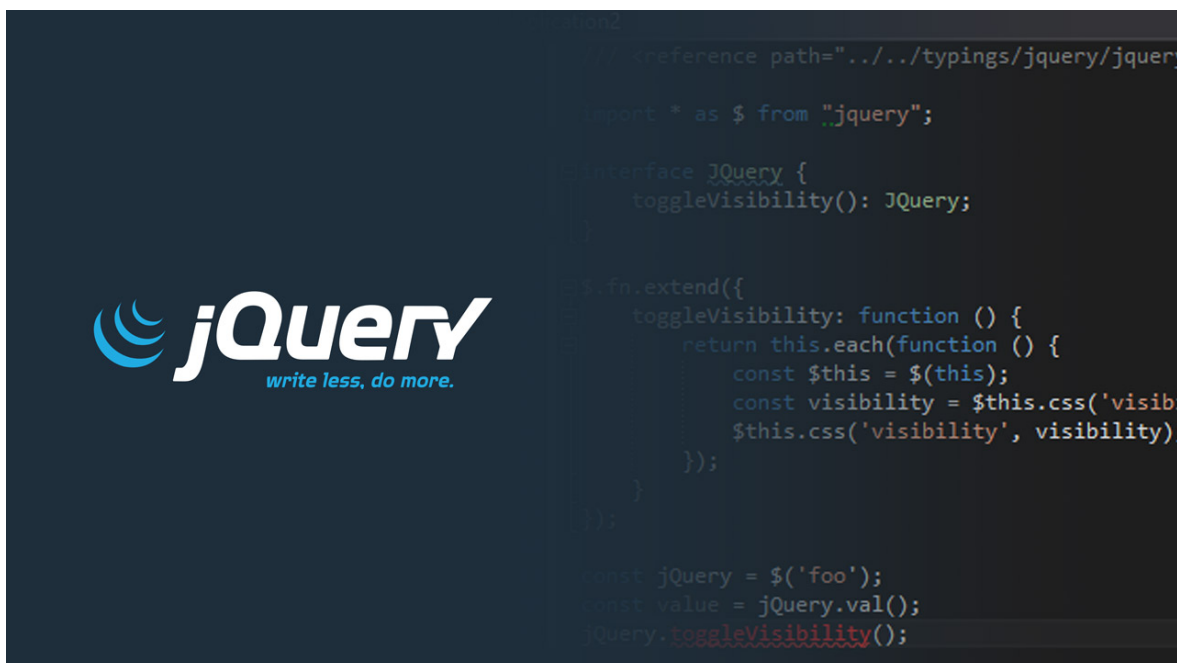 jQuery
write less, do more.
// <reference path="../../typings/jquery/jquery
import * as $ from "jquery";
interface JQuery {
toggleVisibility(): JQuery;
}
$.fn.extend({
toggleVisibility: function () {
return this.each(function () {
const $this = $(this);
const visibility = $this.css('visib
$this.css('visibility', visibility)
});
}
});
const jQuery = $('foo');
const value = jQuery.val();
jQuery.toggleVisibility();